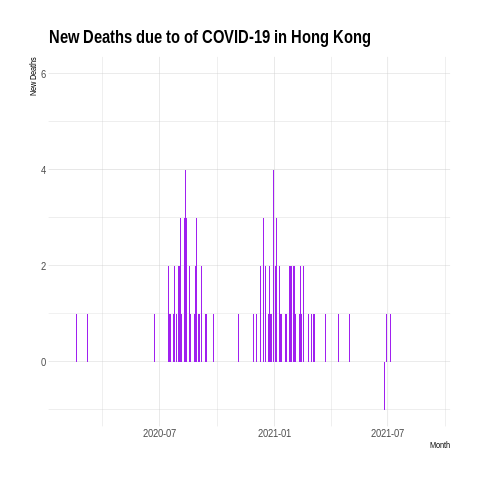 New Deaths due to of COVID-19 in Hong Kong
New Deaths
6
4
2
0
2020-07 2021-01 2021-07
Month